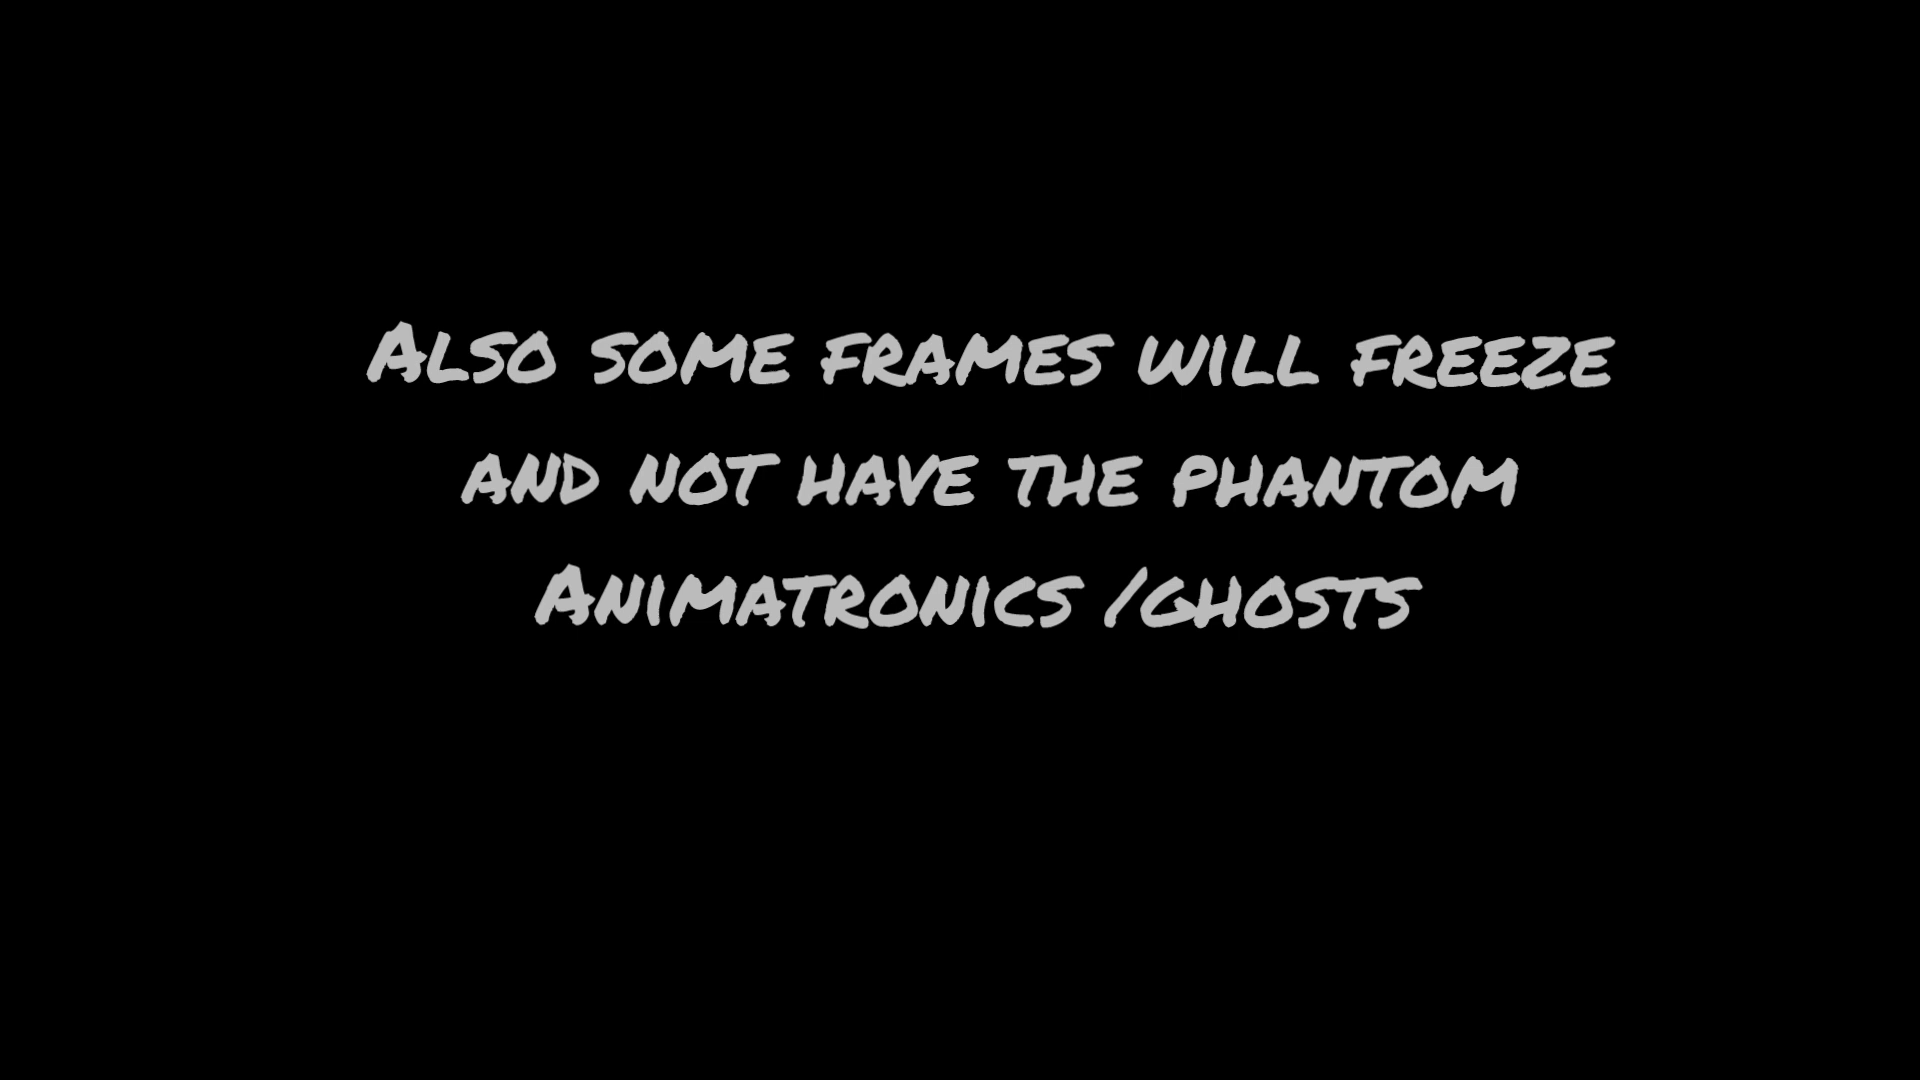 Also some frames will freeze
and not have the phantom
Animatronics /ghosts